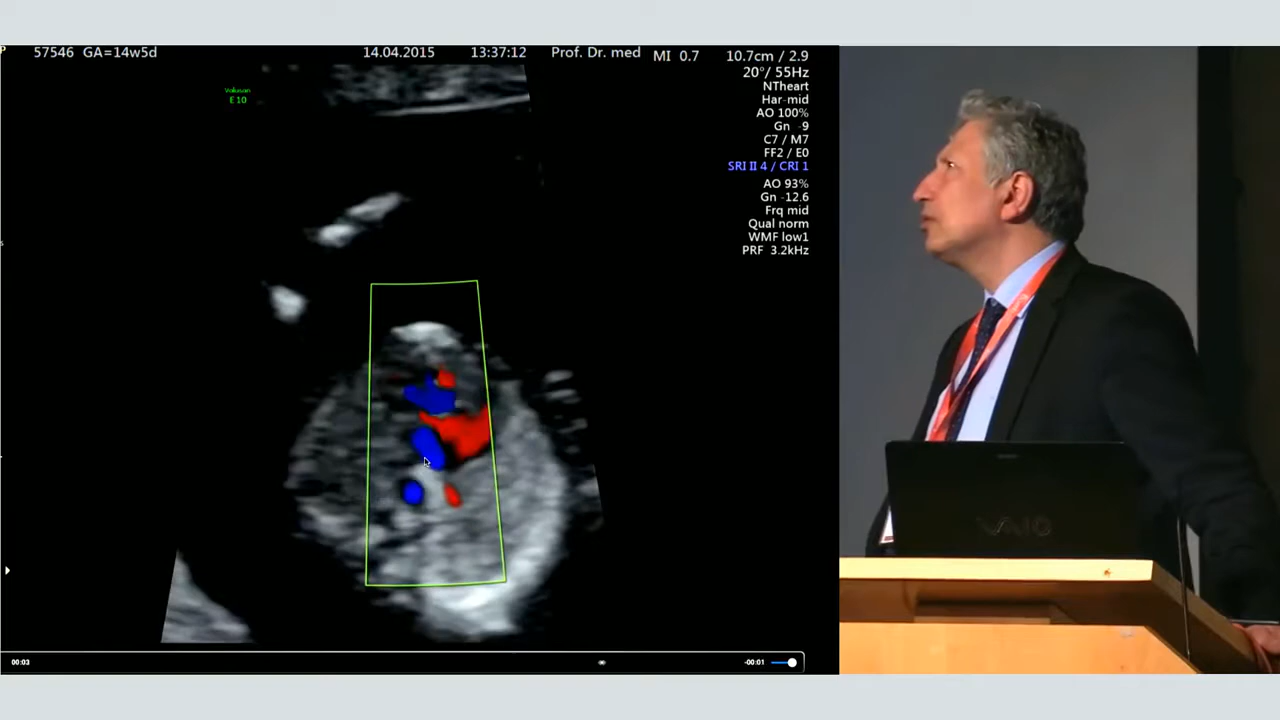 57546 GA=14w5d 14.04.2015 13:37:12 Prof. Dr. med MI 0.7 10.7cm / 2.9
20°/ 55Hz
NTheart
Har-mid
AO 100%
Gn -9
C7 / M7
FF2 / E0
SRI II 4 / CRI 1
AO 93%
Gn -12.6
Frq mid
Qual norm
WMF low1
PRF 3.2kHz
Voluson
E 10
VAIO
00:03 -00:01